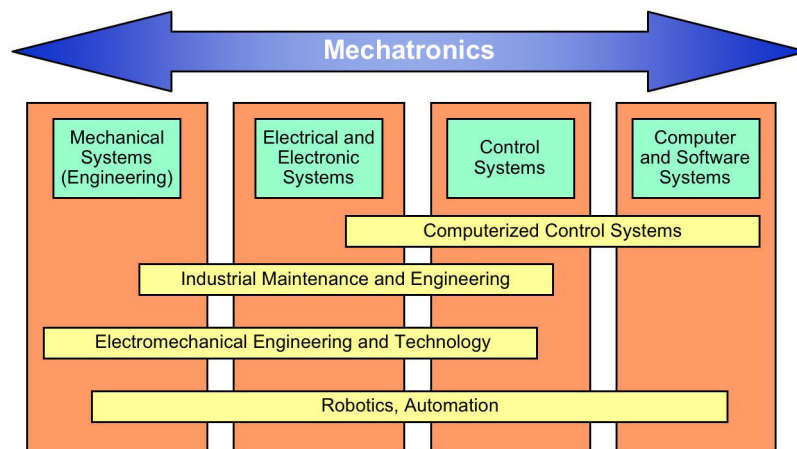 Mechatronics
Mechanical
Systems
(Engineering)
Electrical and
Electronic
Systems
Control
Systems
Computer
and Software
Systems
Computerized Control Systems
Industrial Maintenance and Engineering
Electromechanical Engineering and Technology
Robotics, Automation